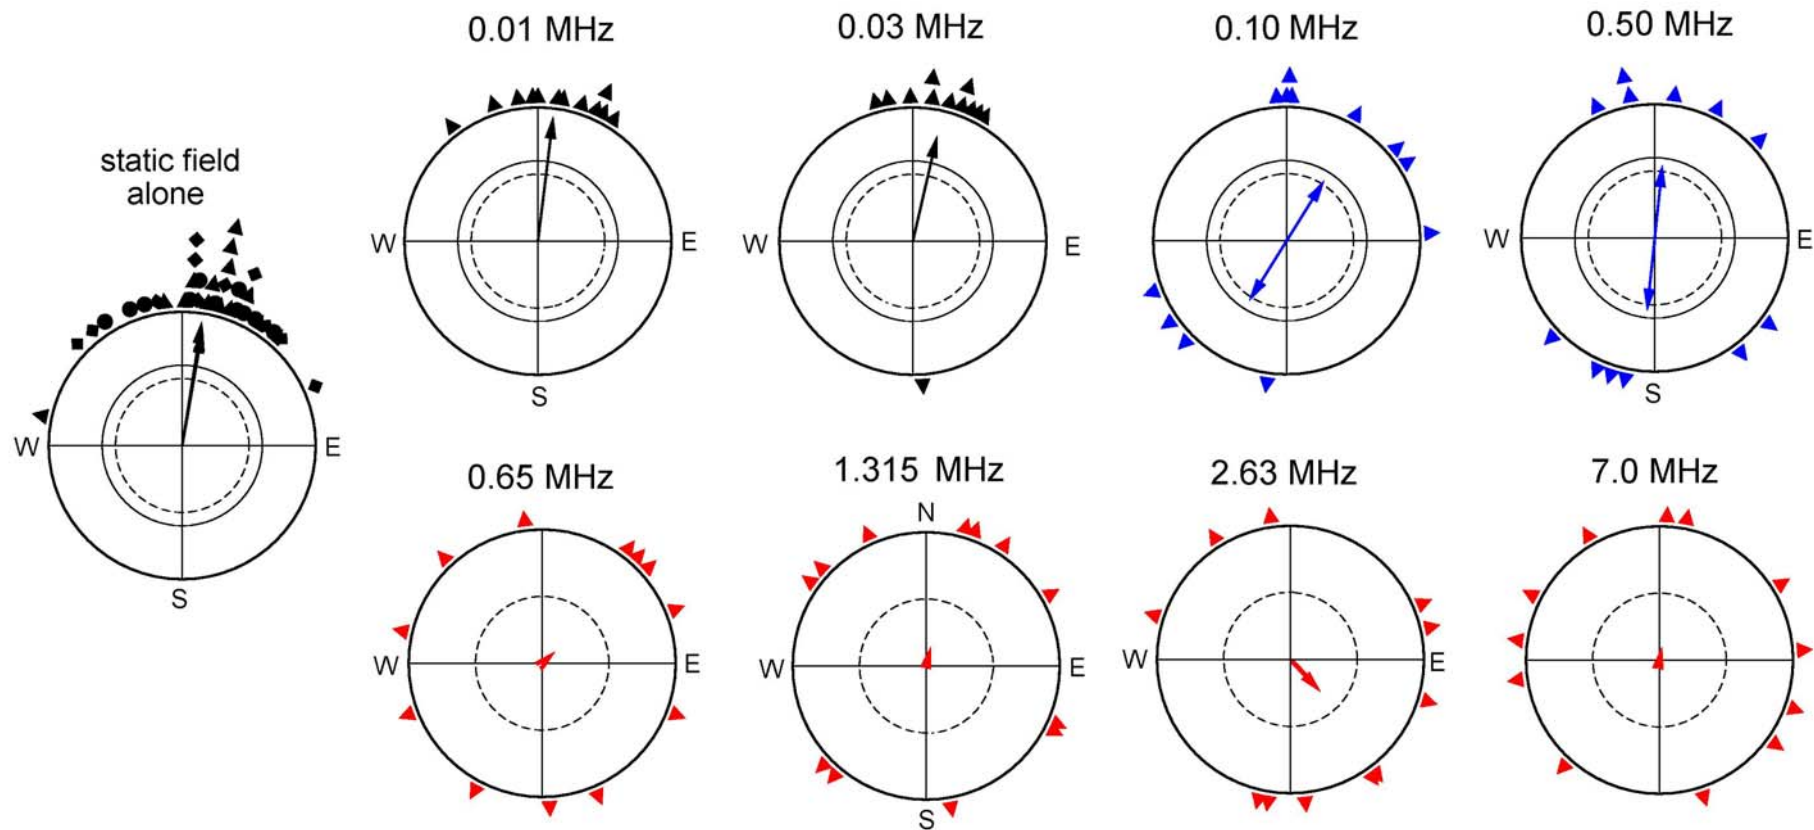 0.01 MHz
0.03 MHz
0.10 MHz
0.50 MHz
static field
alone
W
E
W
E
W
E
S
S
W
E
S
0.65 MHz
1.315 MHz
2.63 MHz
7.0 MHz
N
W
E
W
E
W
E
S